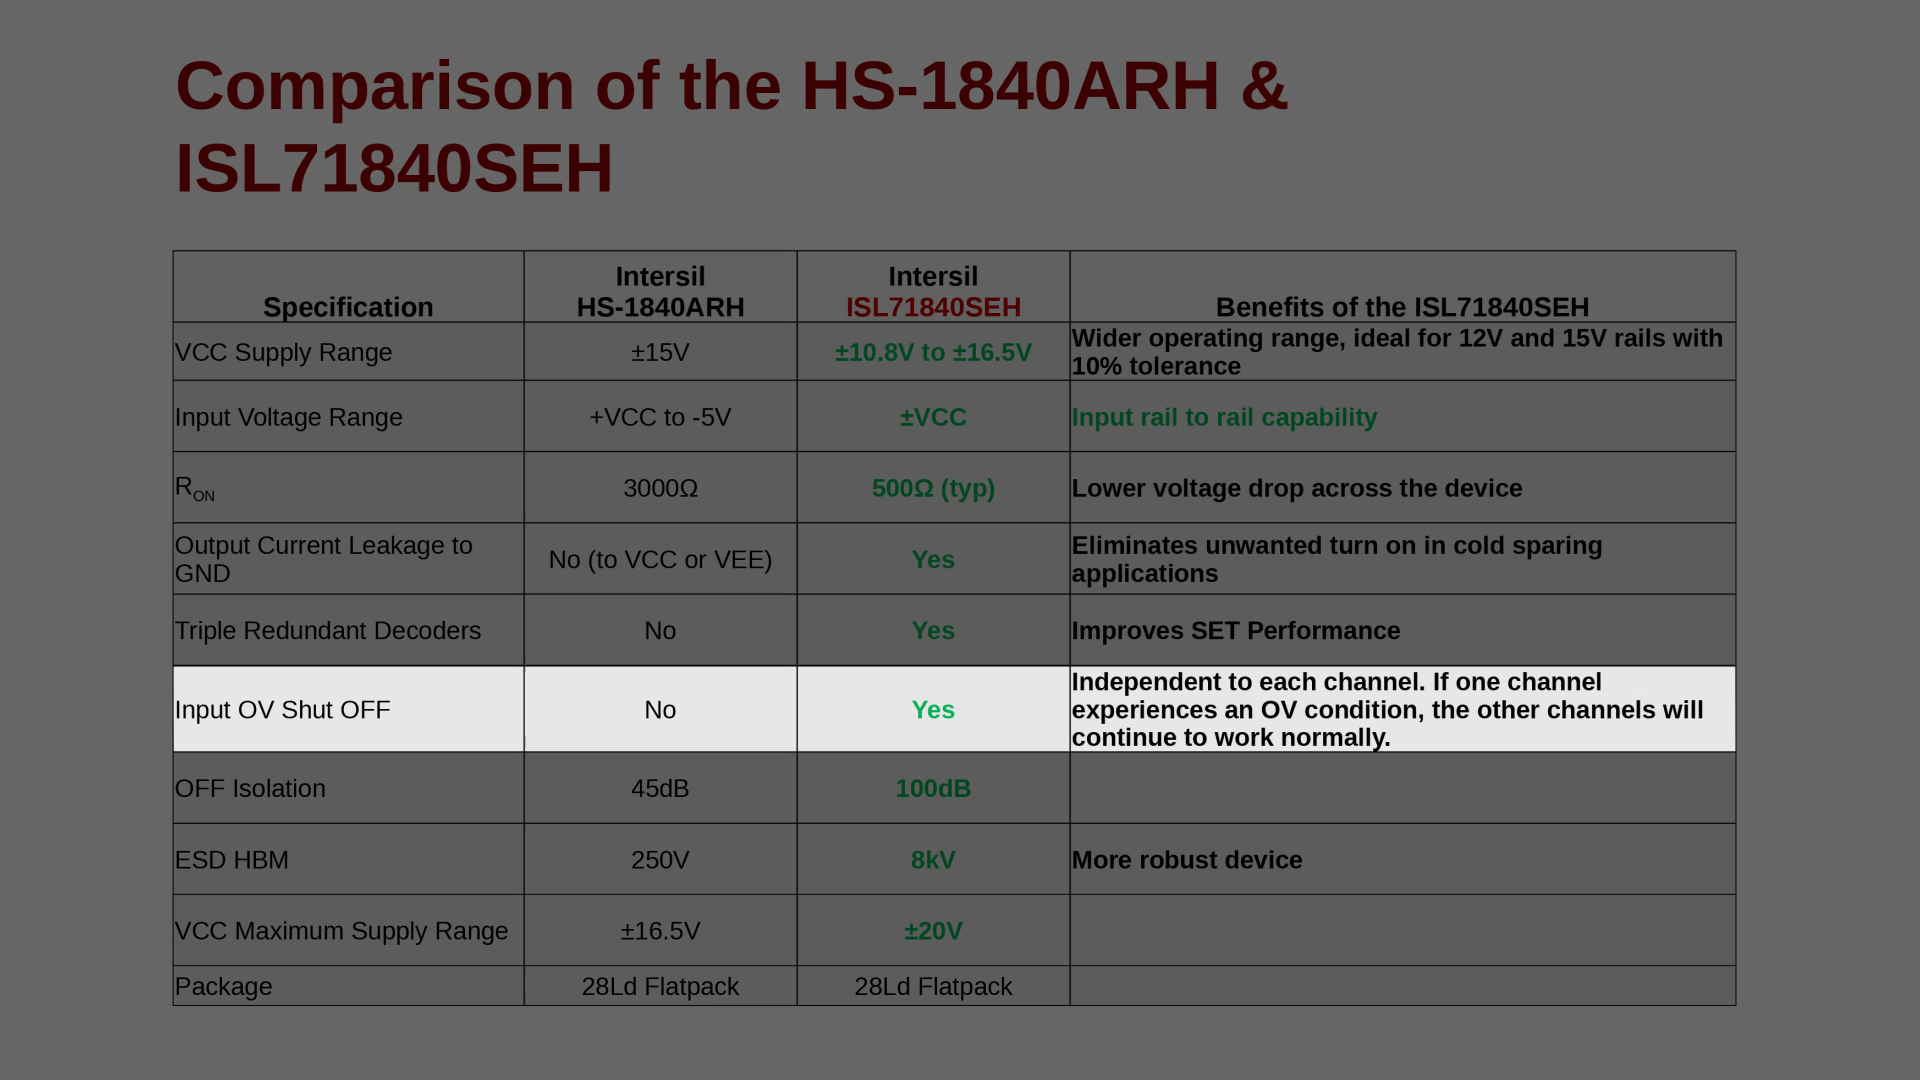 Comparison of the HS-1840ARH &
ISL71840SEH
Specification
Intersil
HS-1840ARH
Intersil
ISL71840SEH
Benefits of the ISL71840SEH
VCC Supply Range
±15V
±10.8V to ±16.5V
Wider operating range, ideal for 12V and 15V rails with
10% tolerance
Input Voltage Range
+VCC to -5V
±VCC
Input rail to rail capability
RON
3000Ω
500Ω (typ)
Lower voltage drop across the device
Output Current Leakage to
GND
No (to VCC or VEE)
Yes
Eliminates unwanted turn on in cold sparing
applications
Triple Redundant Decoders
No
Yes
Improves SET Performance
Input OV Shut OFF
No
Yes
Independent to each channel. If one channel
experiences an OV condition, the other channels will
continue to work normally.
OFF Isolation
45dB
100dB
ESD HBM
250V
8kV
More robust device
VCC Maximum Supply Range
±16.5V
±20V
Package
28Ld Flatpack
28Ld Flatpack